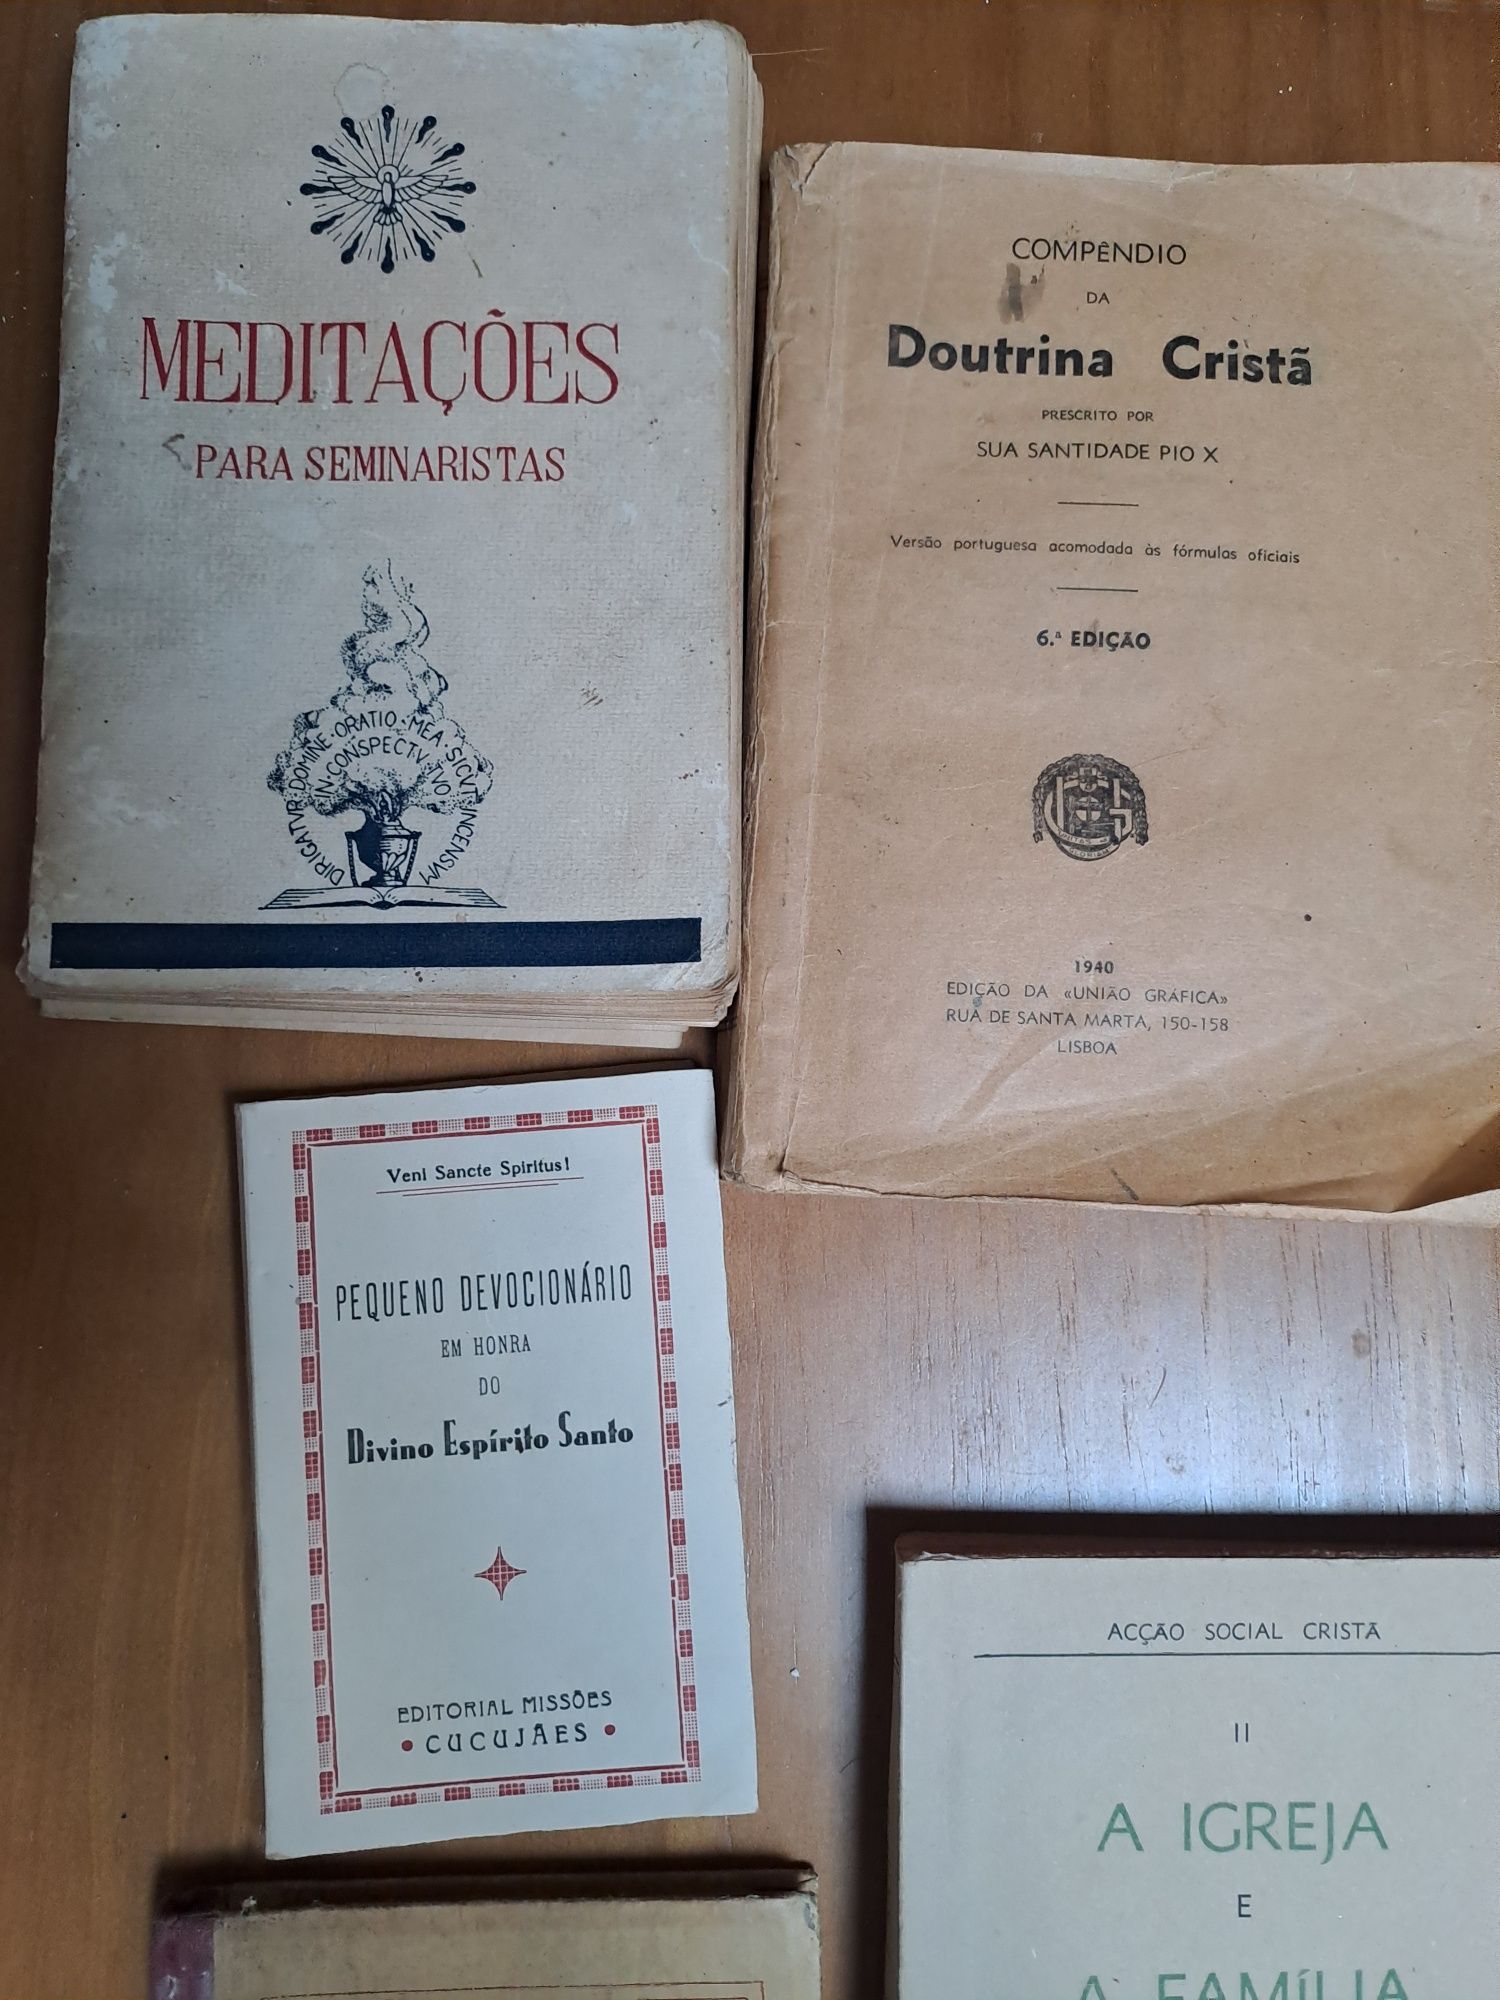 MEDITAÇÕES
PARA SEMINARISTAS
DIRIGATVR·DOMINE·ORATIO·MEA·SICVT·INCENSVM
IN·CONSPECTV·TVO
COMPÊNDIO
DA
Doutrina Cristã
PRESCRITO POR
SUA SANTIDADE PIO X
Versão portuguesa acomodada às fórmulas oficiais
6.ª EDIÇÃO
1940
EDIÇÃO DA «UNIÃO GRÁFICA»
RUA DE SANTA MARTA, 150-158
LISBOA
Veni Sancte Spiritus!
PEQUENO DEVOCIONÁRIO
EM HONRA
DO
Divino Espírito Santo
EDITORIAL MISSÕES
• CUCUJÃES •
ACÇÃO SOCIAL CRISTÃ
II
A IGREJA
E
A FAMÍLIA